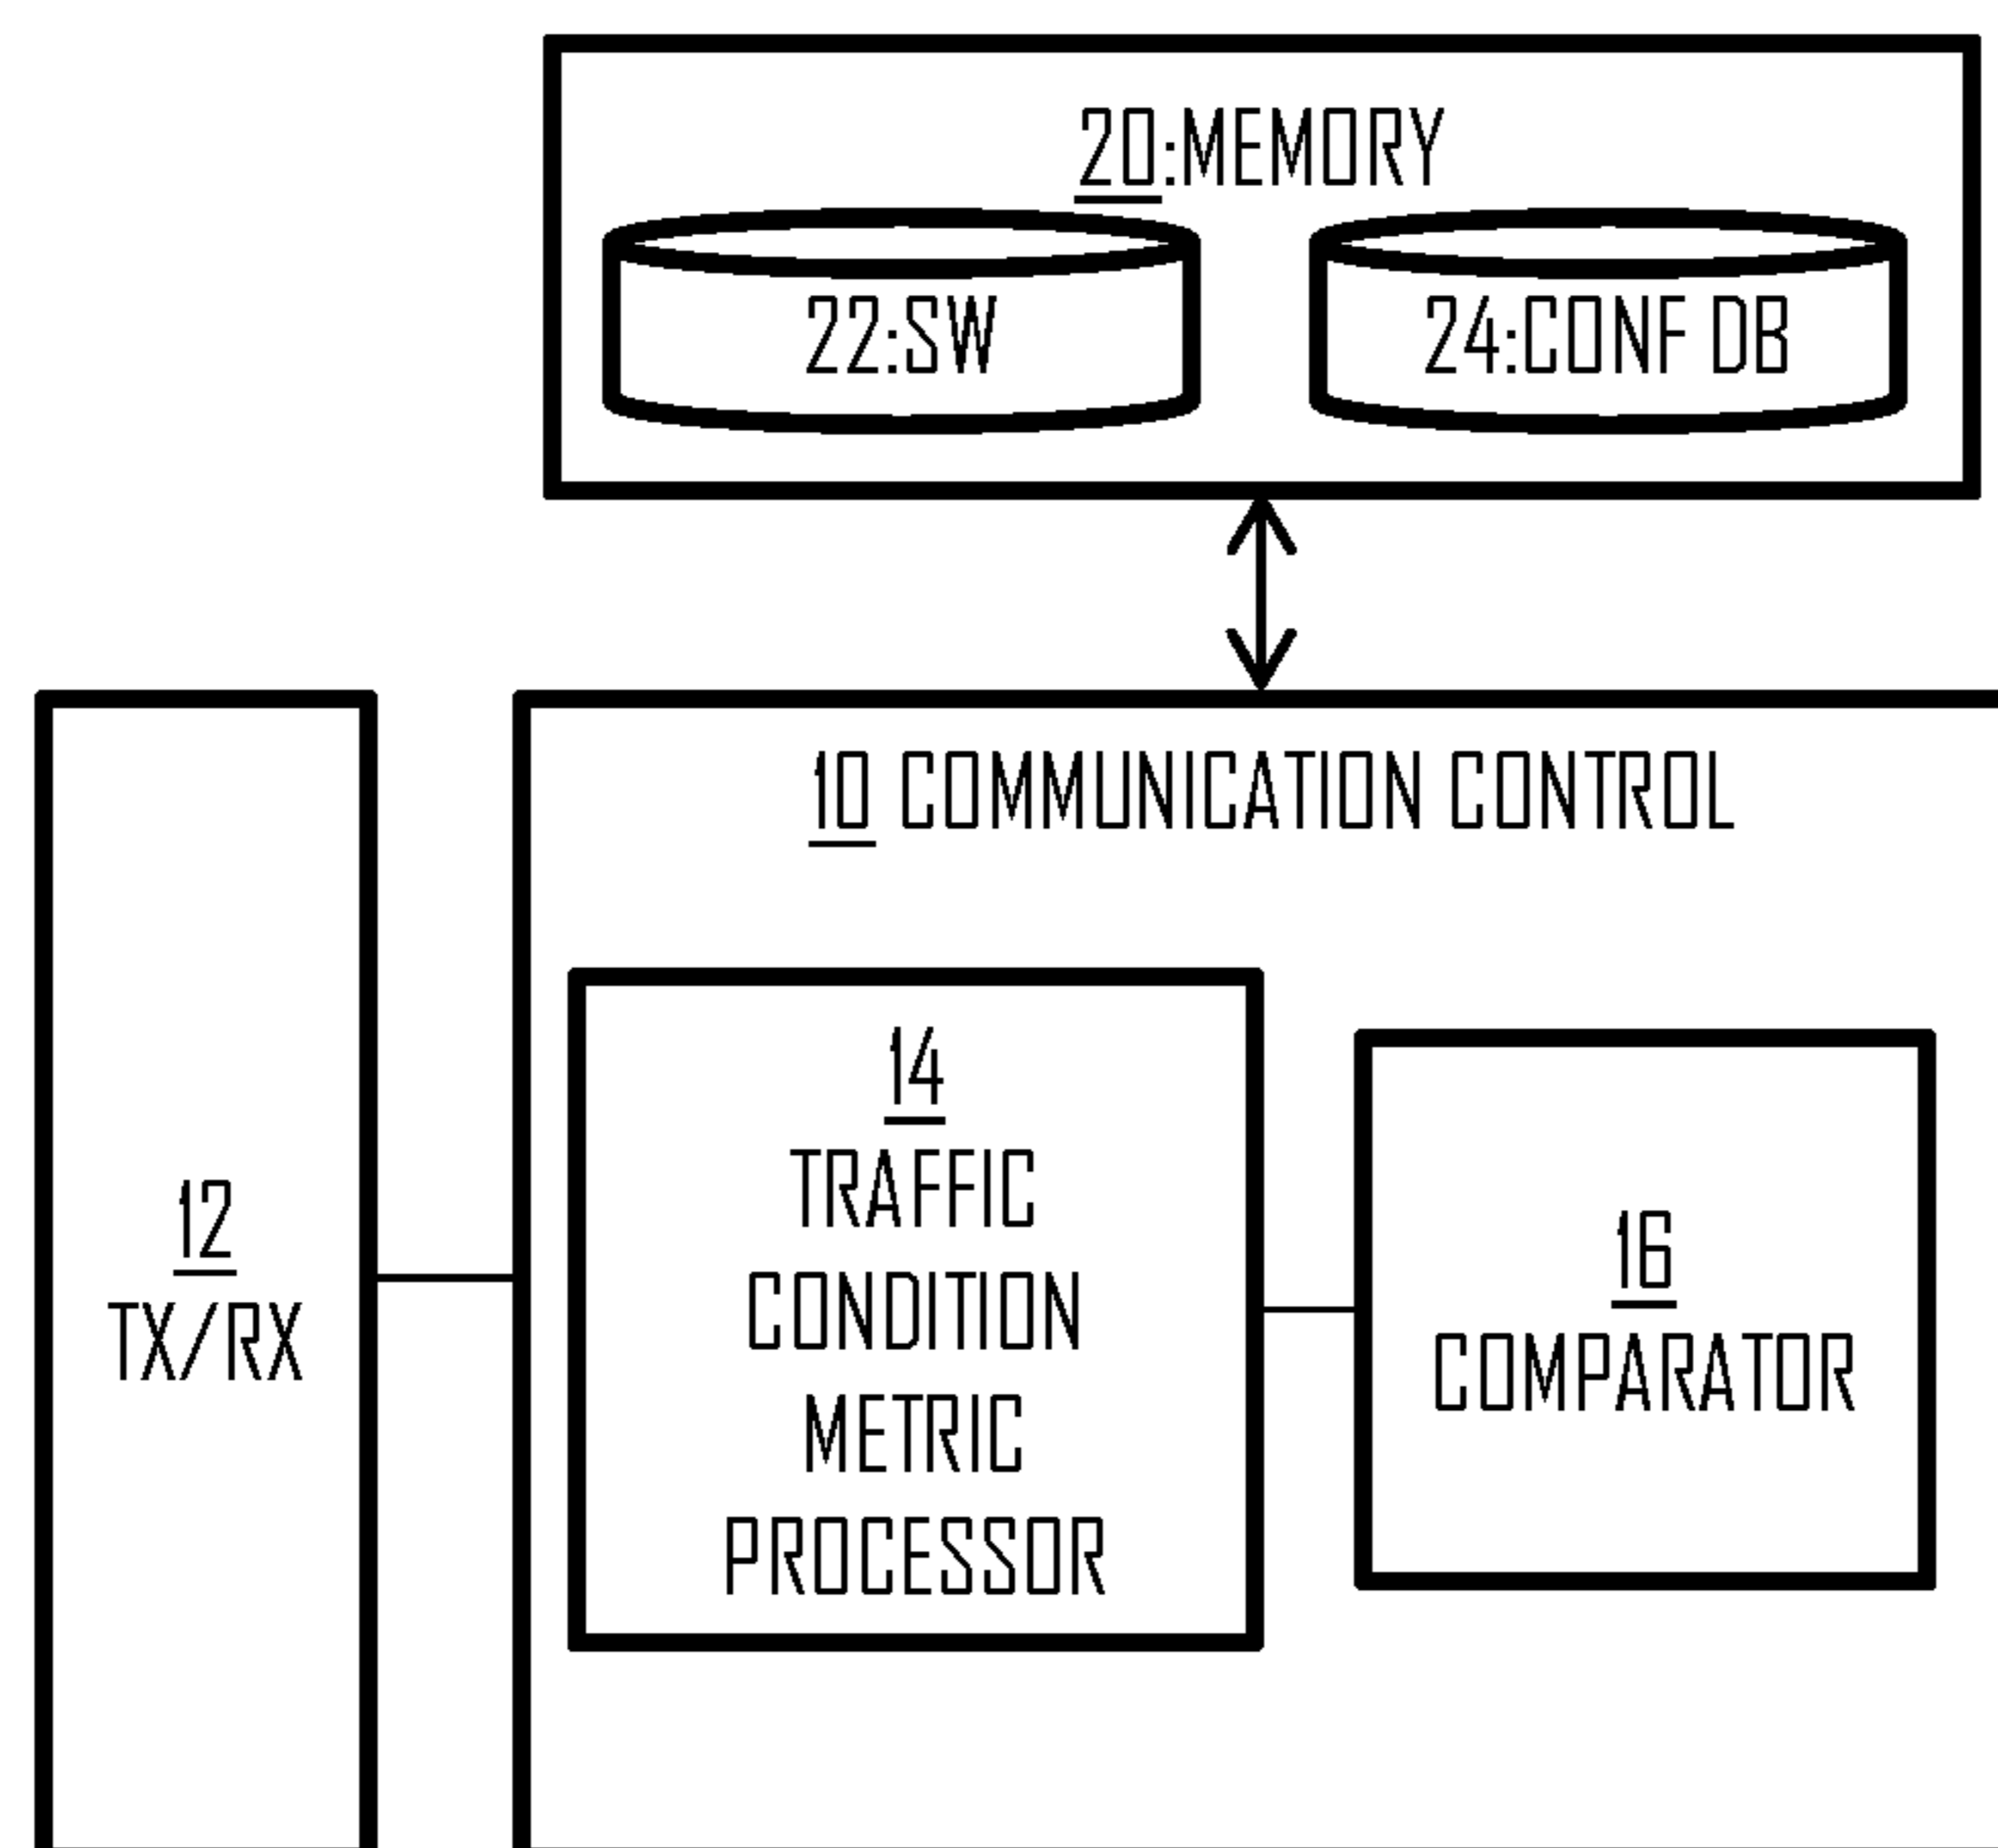 20:MEMORY
22:SW
24:CONF DB
10 COMMUNICATION CONTROL
12
TX/RX
14
TRAFFIC
CONDITION
METRIC
PROCESSOR
16
COMPARATOR